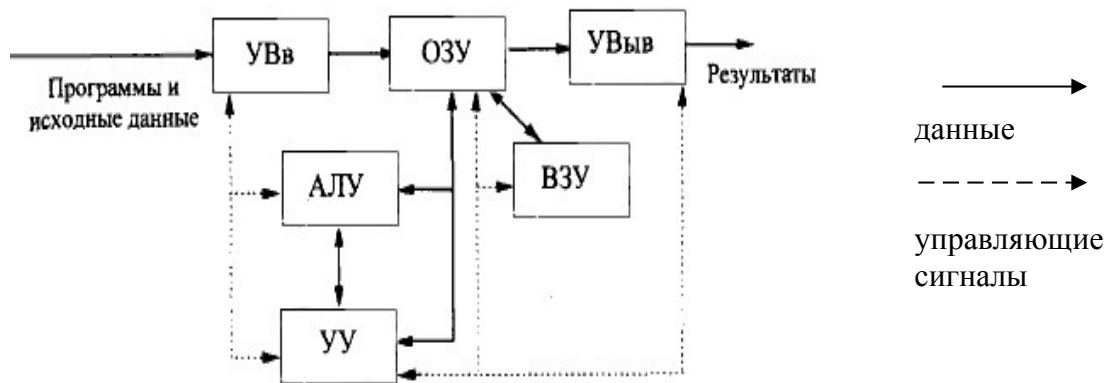 УВв
ОЗУ
УВыв
Программы и
исходные данные
Результаты
АЛУ
ВЗУ
УУ
данные
управляющие
сигналы